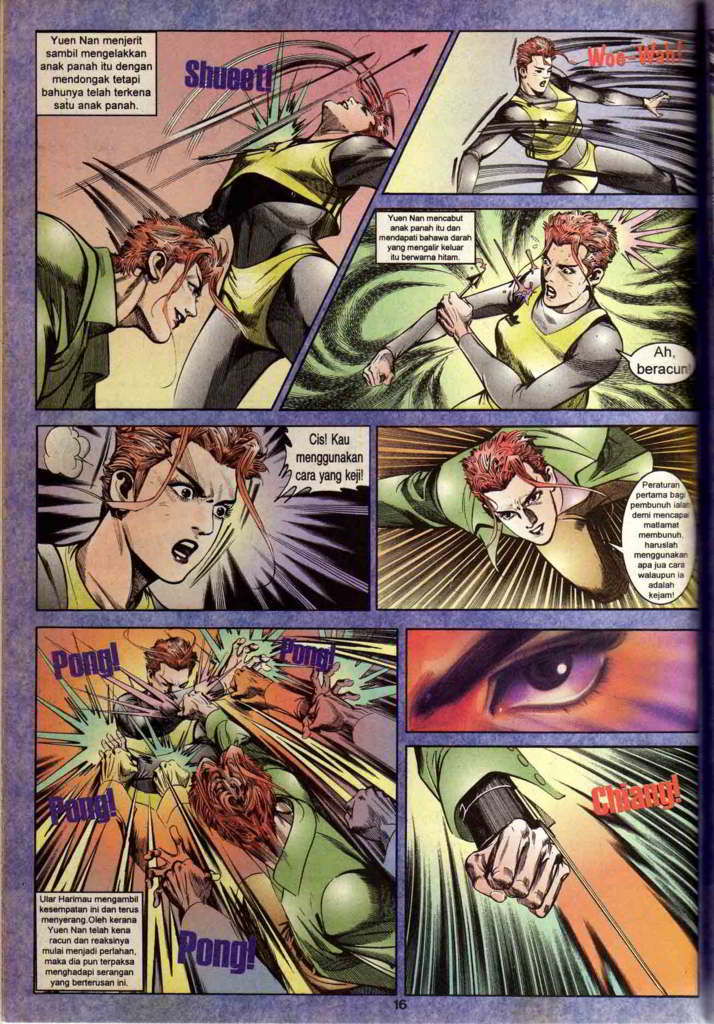 Yuen Nan menjerit
sambil mengelakkan
anak panah itu dengan
mendongak tetapi
bahunya telah terkena
satu anak panah.
Shueet!
Woe-Wah!
Yuen Nan mencabut
anak panah itu dan
mendapati bahawa darah
yang mengalir keluar
itu berwarna hitam.
Ah,
beracun!
Cis! Kau
menggunakan
cara yang keji!
Peraturan
pertama bagi
pembunuh ialah
demi mencapai
matlamat
membunuh,
haruslah
menggunakan
apa jua cara
walaupun ia
adalah
kejam!
Pong!
Pong!
Pong!
Pong!
Ular Harimau mengambil
kesempatan ini dan terus
menyerang.Oleh kerana
Yuen Nan telah kena
racun dan reaksinya
mulai menjadi perlahan,
maka dia pun terpaksa
menghadapi serangan
yang berterusan ini.
Chiang!
16